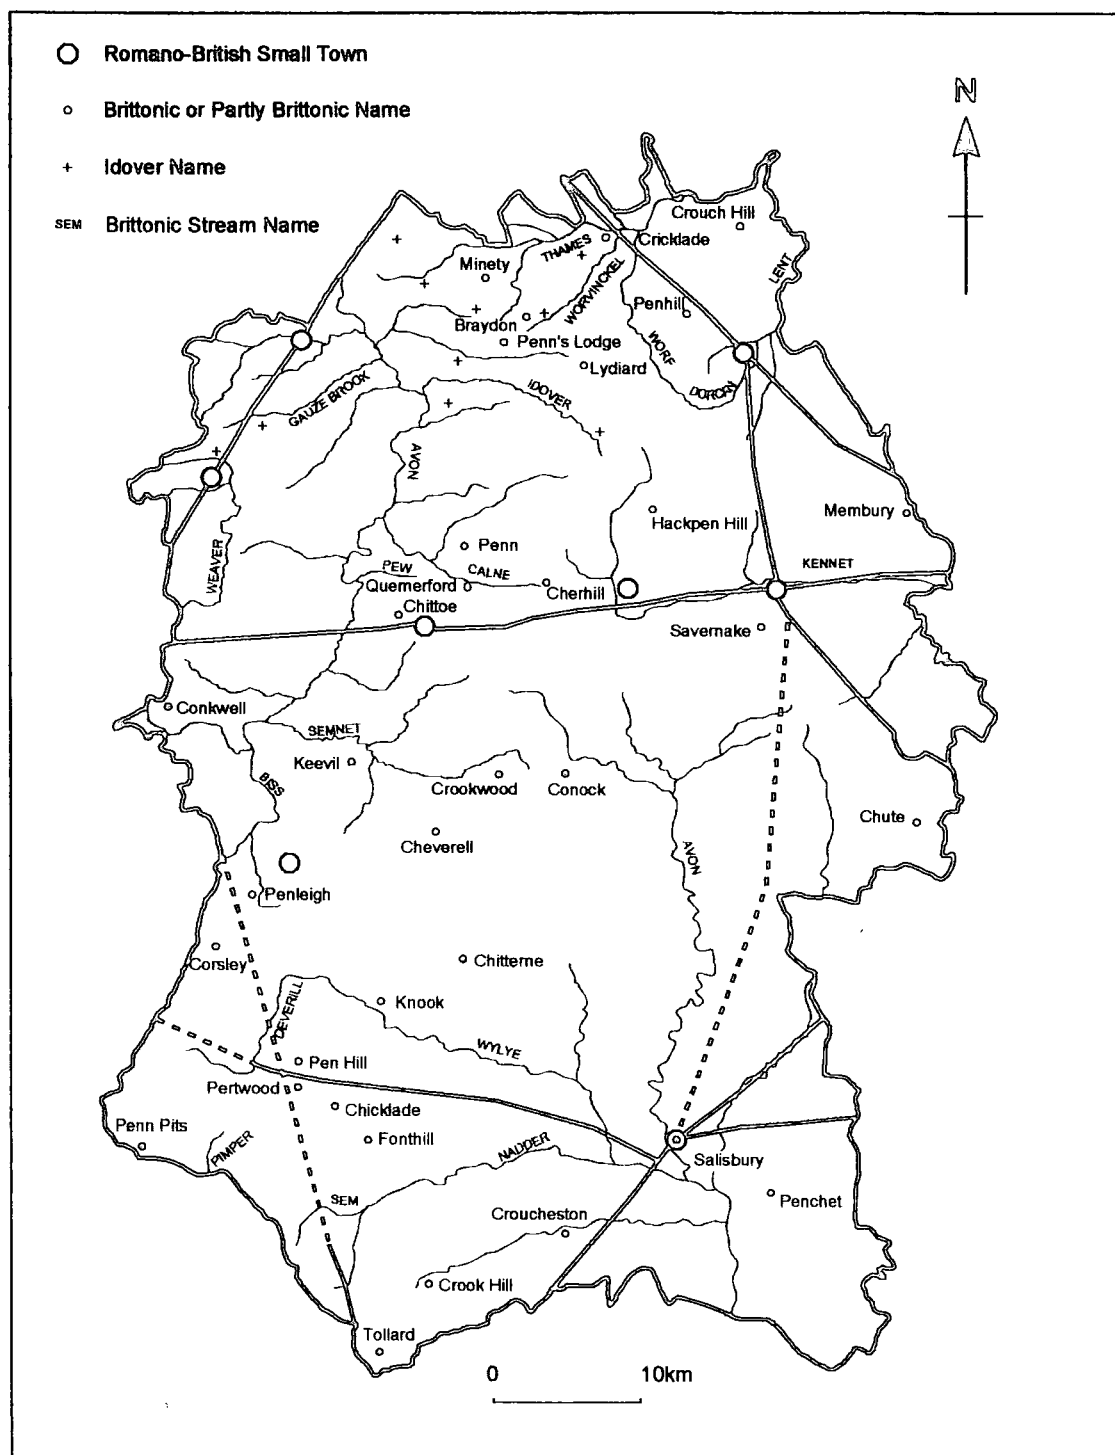 Romano-British Small Town
Brittonic or Partly Brittonic Name
Idover Name
SEM Brittonic Stream Name
N
Crouch Hill
Cricklade
THAMES
Minety
LENT
WORVINCKEL
Penhill
Braydon
Penn's Lodge
WORF
Lydiard
DORCAN
IDOVER
GAUZE BROOK
AVON
Hackpen Hill
Membury
WEAVER
Penn
PEW
CALNE
KENNET
Quemerford
Cherhill
Chittoe
Savernake
Conkwell
SEMNET
Keevil
BISS
Crookwood
Conock
Chute
Cheverell
AVON
Penleigh
Corsley
Chitterne
DEVERILL
Knook
WYLYE
Pen Hill
Pertwood
Chicklade
Penn Pits
PIMPER
Fonthill
NADDER
Salisbury
SEM
Penchet
Croucheston
Crook Hill
Tollard
0 10km